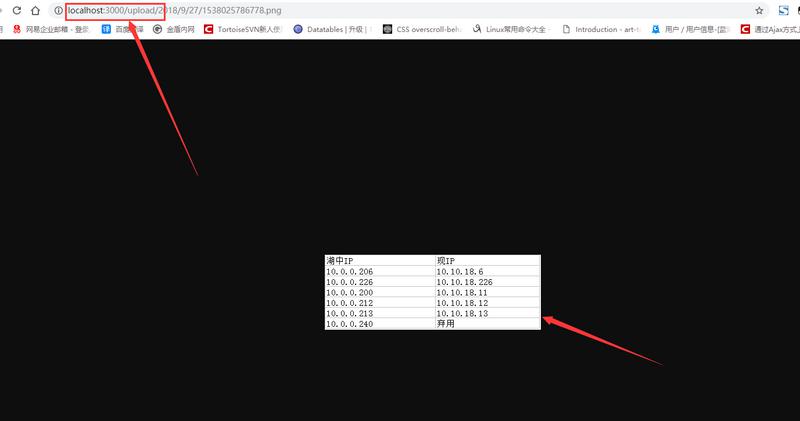 localhost:3000/upload/2018/9/27/1538025786778.png
网易企业邮箱 - 登录
百度翻译
金盾内网
TortoiseSVN新人使
Datatables | 升级 |
CSS overscroll-beh
Linux常用命令大全 -
Introduction - art-t
用户 / 用户信息-[蓝
通过Ajax方式上
湖中IP 现IP
10.0.0.206 10.10.18.6
10.0.0.226 10.10.18.226
10.0.0.200 10.10.18.11
10.0.0.212 10.10.18.12
10.0.0.213 10.10.18.13
10.0.0.240 弃用